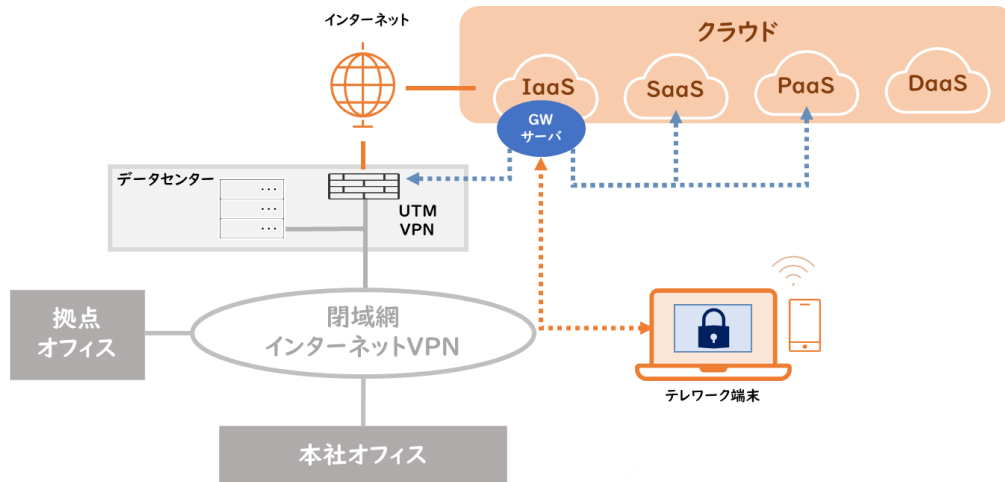 インターネット
クラウド
IaaS
SaaS
PaaS
DaaS
GW
サーバ
データセンター
UTM
VPN
拠点
オフィス
閉域網
インターネットVPN
テレワーク端末
本社オフィス